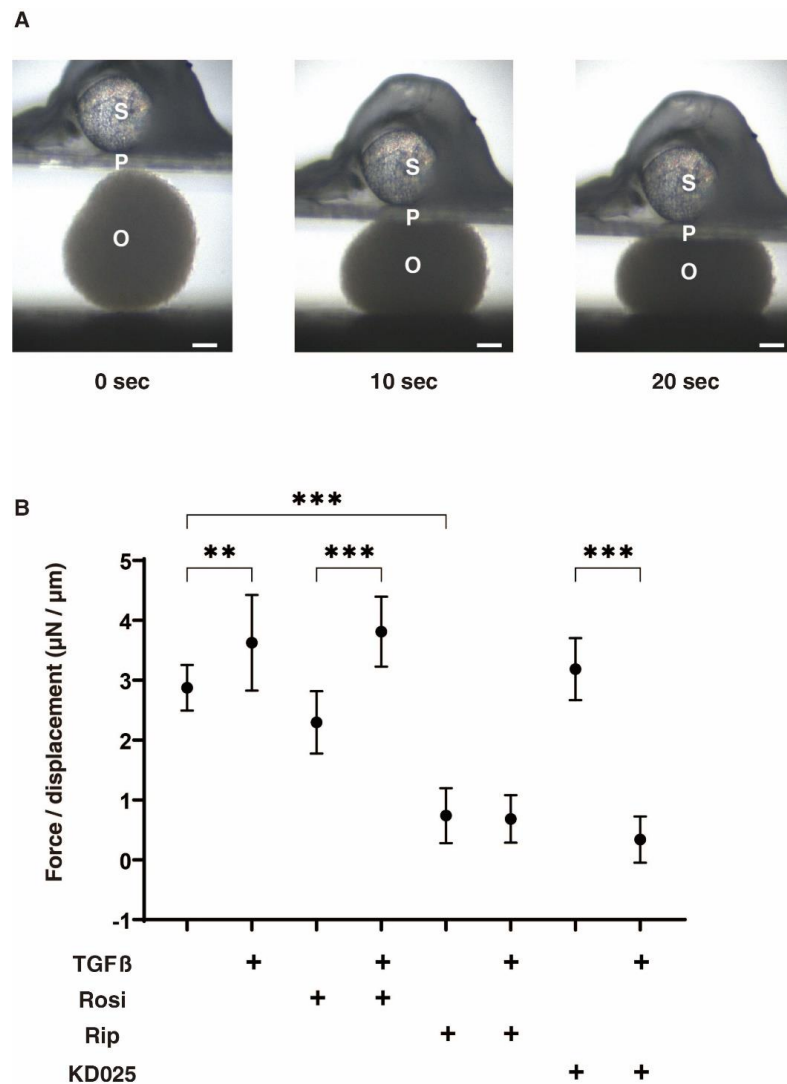 A
S
P
O
S
P
O
S
P
O
0 sec
10 sec
20 sec
B
***
**
***
***
Force / displacement (μN / μm)
5
4
3
2
1
0
-1
TGFß + + + +
Rosi + +
Rip + +
KD025 + +